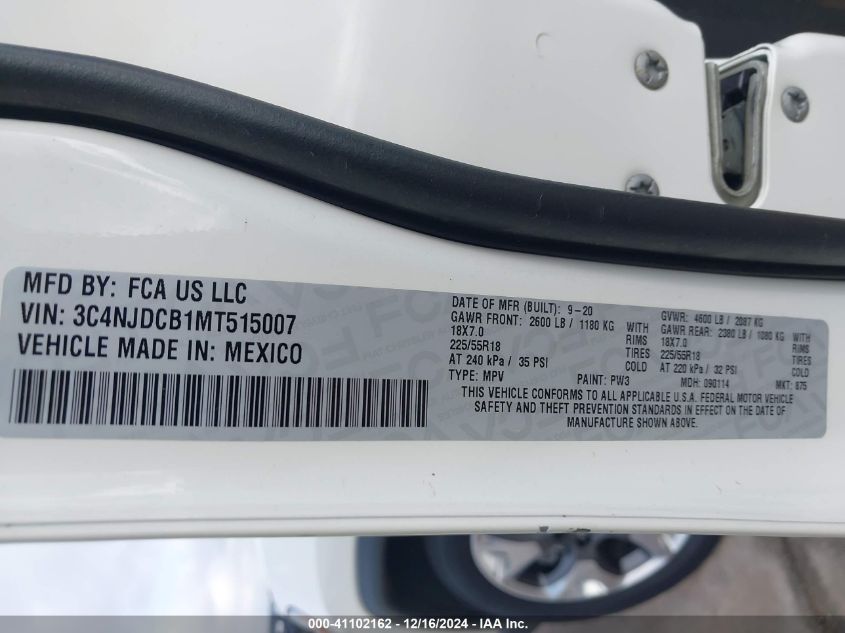 MFD BY: FCA US LLC
VIN: 3C4NJDCB1MT515007
VEHICLE MADE IN: MEXICO
DATE OF MFR (BUILT): 9-20
GVWR: 4600 LB / 2087 KG
GAWR FRONT: 2600 LB / 1180 KG WITH
GAWR REAR: 2380 LB / 1080 KG WITH
18X7.0 RIMS
18X7.0 RIMS
225/55R18 TIRES
225/55R18 TIRES
AT 240 kPa / 35 PSI COLD
AT 220 kPa / 32 PSI COLD
TYPE: MPV PAINT: PW3 MDH: 090114 MKT: 875
THIS VEHICLE CONFORMS TO ALL APPLICABLE U.S.A. FEDERAL MOTOR VEHICLE
SAFETY AND THEFT PREVENTION STANDARDS IN EFFECT ON THE DATE OF
MANUFACTURE SHOWN ABOVE.
000-41102162 - 12/16/2024 - IAA Inc.